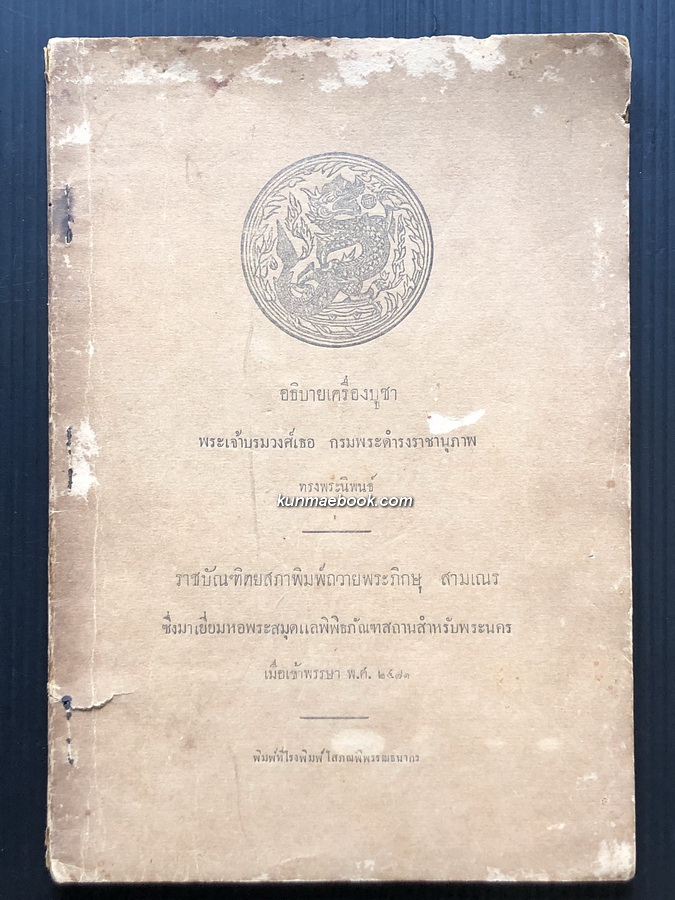 อธิบายเครื่องบูชา
พระเจ้าบรมวงศ์เธอ กรมพระดำรงราชานุภาพ
ทรงพระนิพนธ์
kunmaebook.com
ราชบัณฑิตยสภาพิมพ์ถวายพระภิกษุ สามเณร
ซึ่งมาเยี่ยมหอพระสมุดแลพิพิธภัณฑสถานสำหรับพระนคร
เมื่อเข้าพรรษา พ.ศ. ๒๔๗๑
พิมพ์ที่โรงพิมพ์โสภณพิพรรฒธนากร